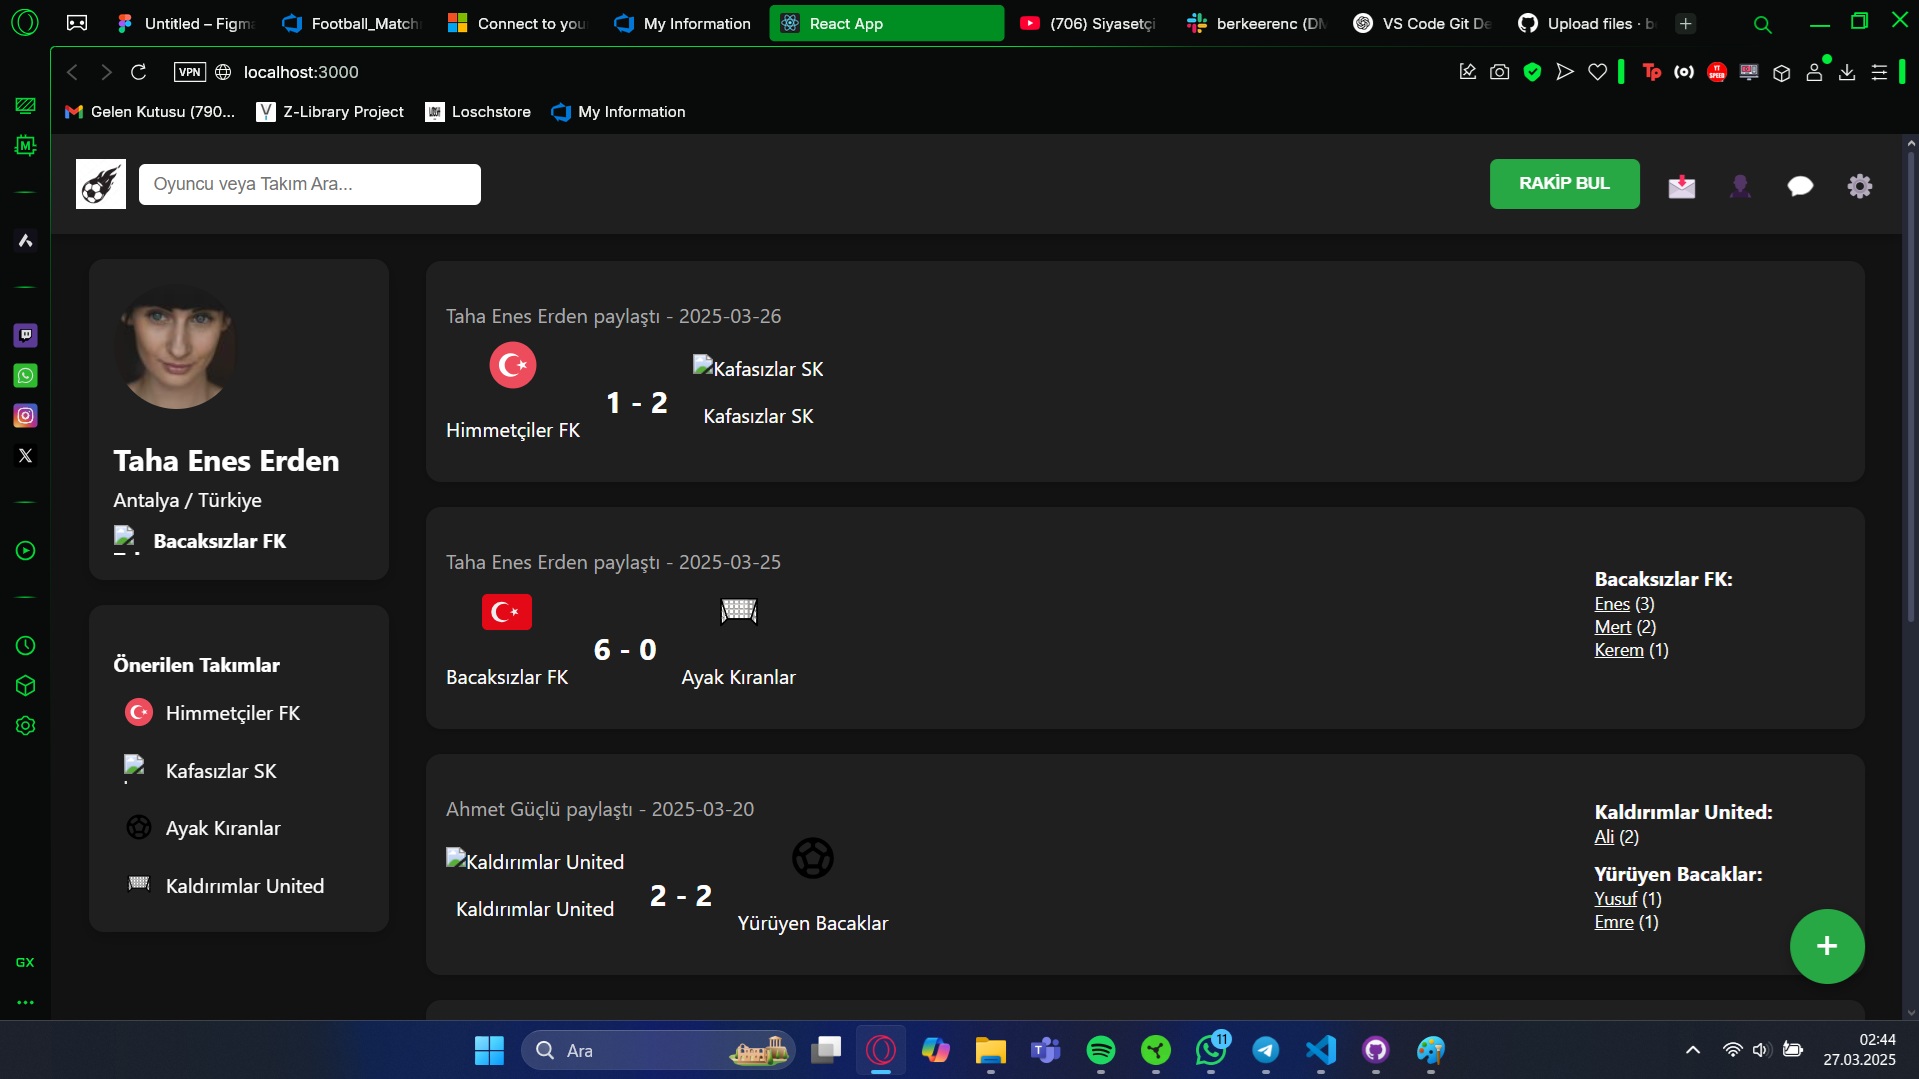 Untitled – Figma
Football_Match
Connect to you
My Information
React App
(706) Siyasetçi
berkeerenc (DM
VS Code Git De
Upload files · b
VPN
localhost:3000
Gelen Kutusu (790...
Z-Library Project
Loschstore
My Information
Oyuncu veya Takım Ara...
RAKİP BUL
Taha Enes Erden
Antalya / Türkiye
Bacaksızlar FK
Önerilen Takımlar
Himmetçiler FK
Kafasızlar SK
Ayak Kıranlar
Kaldırımlar United
Taha Enes Erden paylaştı - 2025-03-26
Kafasızlar SK
1 - 2
Himmetçiler FK
Kafasızlar SK
Taha Enes Erden paylaştı - 2025-03-25
6 - 0
Bacaksızlar FK
Ayak Kıranlar
Bacaksızlar FK:
Enes (3)
Mert (2)
Kerem (1)
Ahmet Güçlü paylaştı - 2025-03-20
Kaldırımlar United
2 - 2
Kaldırımlar United
Yürüyen Bacaklar
Kaldırımlar United:
Ali (2)
Yürüyen Bacaklar:
Yusuf (1)
Emre (1)
+
GX
Ara
11
02:44
27.03.2025